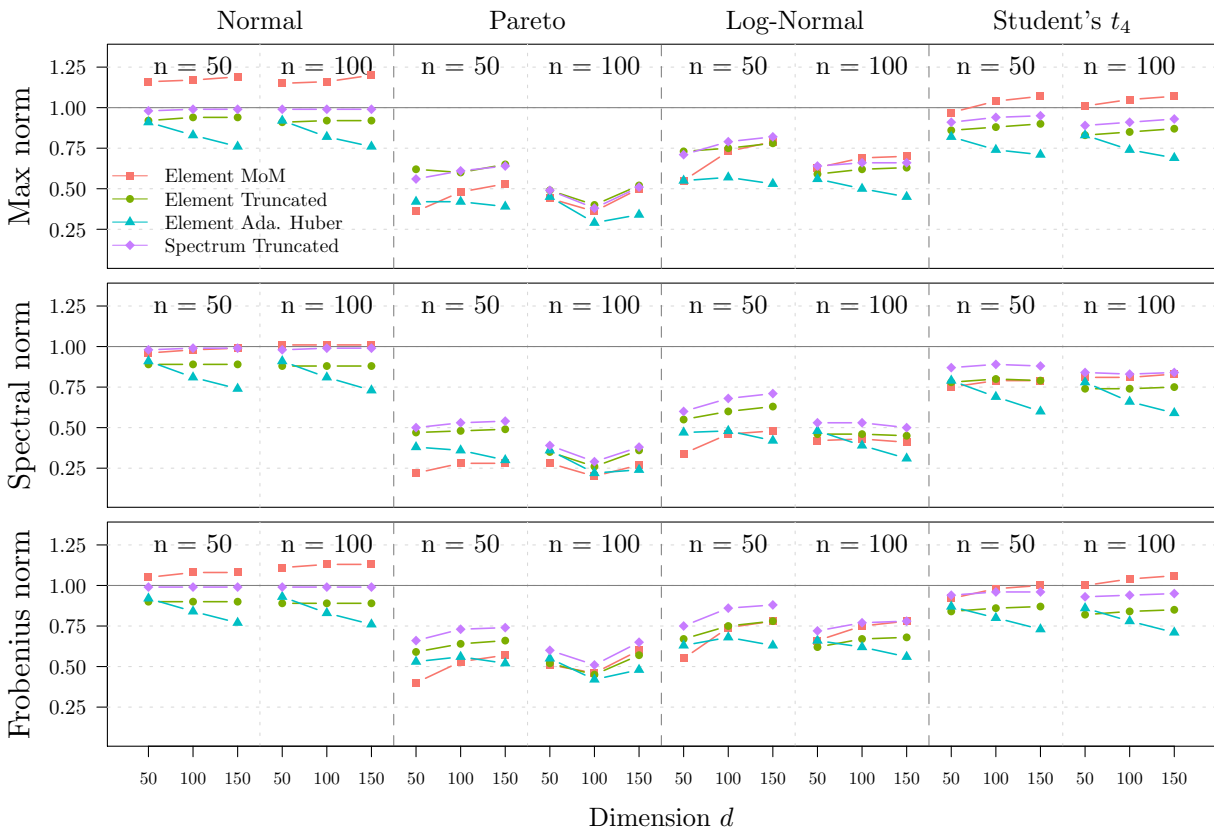 Normal Pareto Log-Normal Student's t₄
Max norm
1.25
1.00
0.75
0.50
0.25
n = 50 n = 100 n = 50 n = 100 n = 50 n = 100 n = 50 n = 100
Element MoM
Element Truncated
Element Ada. Huber
Spectrum Truncated
Spectral norm
1.25
1.00
0.75
0.50
0.25
n = 50 n = 100 n = 50 n = 100 n = 50 n = 100 n = 50 n = 100
Frobenius norm
1.25
1.00
0.75
0.50
0.25
n = 50 n = 100 n = 50 n = 100 n = 50 n = 100 n = 50 n = 100
50 100 150 50 100 150 50 100 150 50 100 150 50 100 150 50 100 150 50 100 150 50 100 150
Dimension d